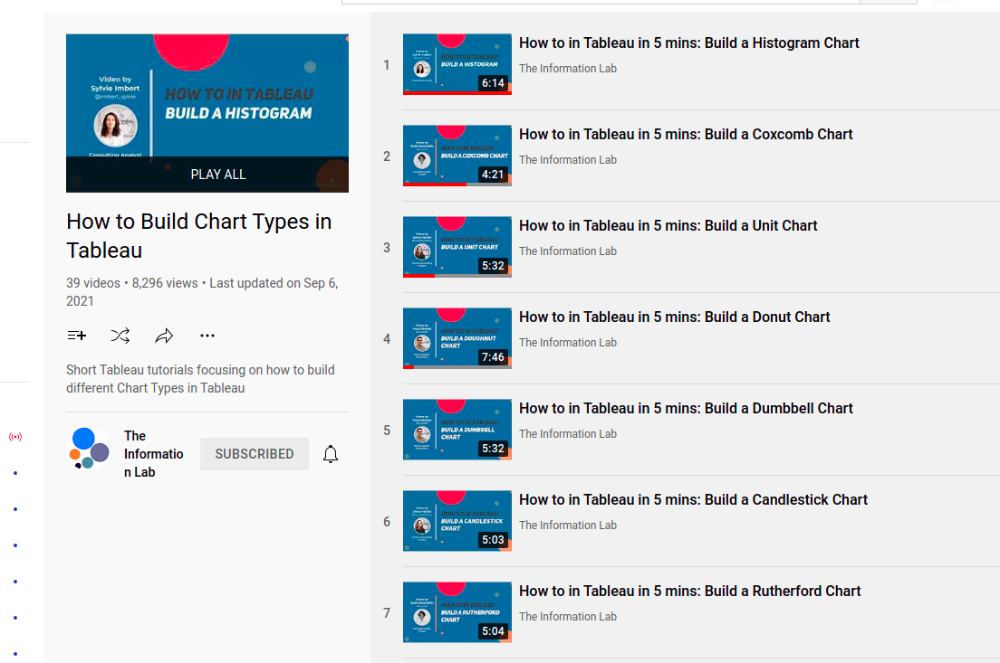 Video by
Sylvie Imbert
@imbert_sylvie
Consulting Analyst
HOW TO IN TABLEAU
BUILD A HISTOGRAM
PLAY ALL
How to Build Chart Types in
Tableau
39 videos • 8,296 views • Last updated on Sep 6,
2021
Short Tableau tutorials focusing on how to build
different Chart Types in Tableau
The
Informatio
n Lab
SUBSCRIBED
1
HOW TO IN TABLEAU
BUILD A HISTOGRAM
6:14
How to in Tableau in 5 mins: Build a Histogram Chart
The Information Lab
2
HOW TO IN TABLEAU
BUILD A COXCOMB CHART
4:21
How to in Tableau in 5 mins: Build a Coxcomb Chart
The Information Lab
3
HOW TO IN TABLEAU
BUILD A UNIT CHART
5:32
How to in Tableau in 5 mins: Build a Unit Chart
The Information Lab
4
HOW TO IN TABLEAU
BUILD A DOUGHNUT
CHART
7:46
How to in Tableau in 5 mins: Build a Donut Chart
The Information Lab
5
HOW TO IN TABLEAU
BUILD A DUMBBELL
CHART
5:32
How to in Tableau in 5 mins: Build a Dumbbell Chart
The Information Lab
6
HOW TO IN TABLEAU
BUILD A CANDLESTICK
CHART
5:03
How to in Tableau in 5 mins: Build a Candlestick Chart
The Information Lab
7
HOW TO IN TABLEAU
BUILD A RUTHERFORD
CHART
5:04
How to in Tableau in 5 mins: Build a Rutherford Chart
The Information Lab